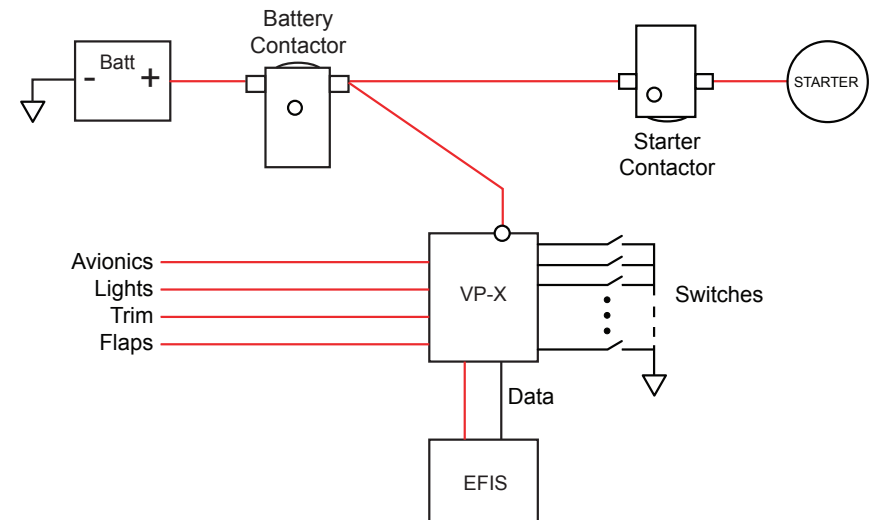 Battery
Contactor
Batt
- +
STARTER
Starter
Contactor
Avionics
Lights
Trim
Flaps
VP-X
Switches
Data
EFIS